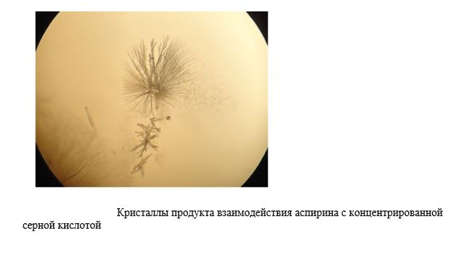 Кристаллы продукта взаимодействия аспирина с концентрированной
серной кислотой